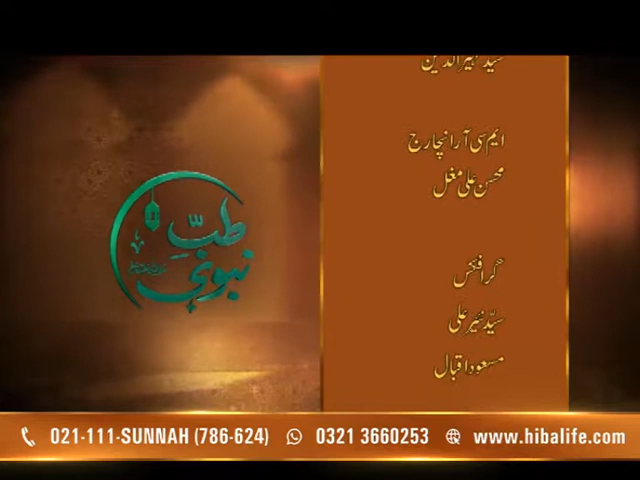 طبِّ
نبوی
ایم سی آر انچارج
محسن علی مغل
گرافکس
سیّد نیّر علی
مسعود اقبال
021-111-SUNNAH (786-624) 0321 3660253 www.hibalife.com